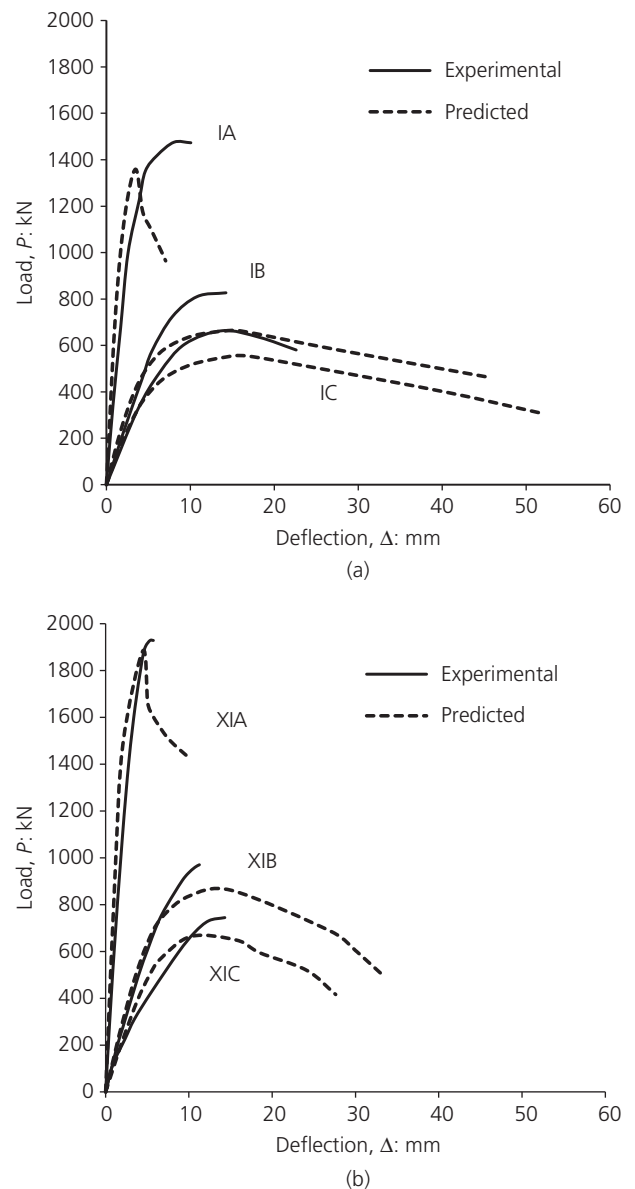 2000
1800
1600
1400
1200
1000
800
600
400
200
0
Load, P: kN
Experimental
Predicted
IA
IB
IC
0 10 20 30 40 50 60
Deflection, Δ: mm
(a)
2000
1800
1600
1400
1200
1000
800
600
400
200
0
Load, P: kN
Experimental
Predicted
XIA
XIB
XIC
0 10 20 30 40 50 60
Deflection, Δ: mm
(b)